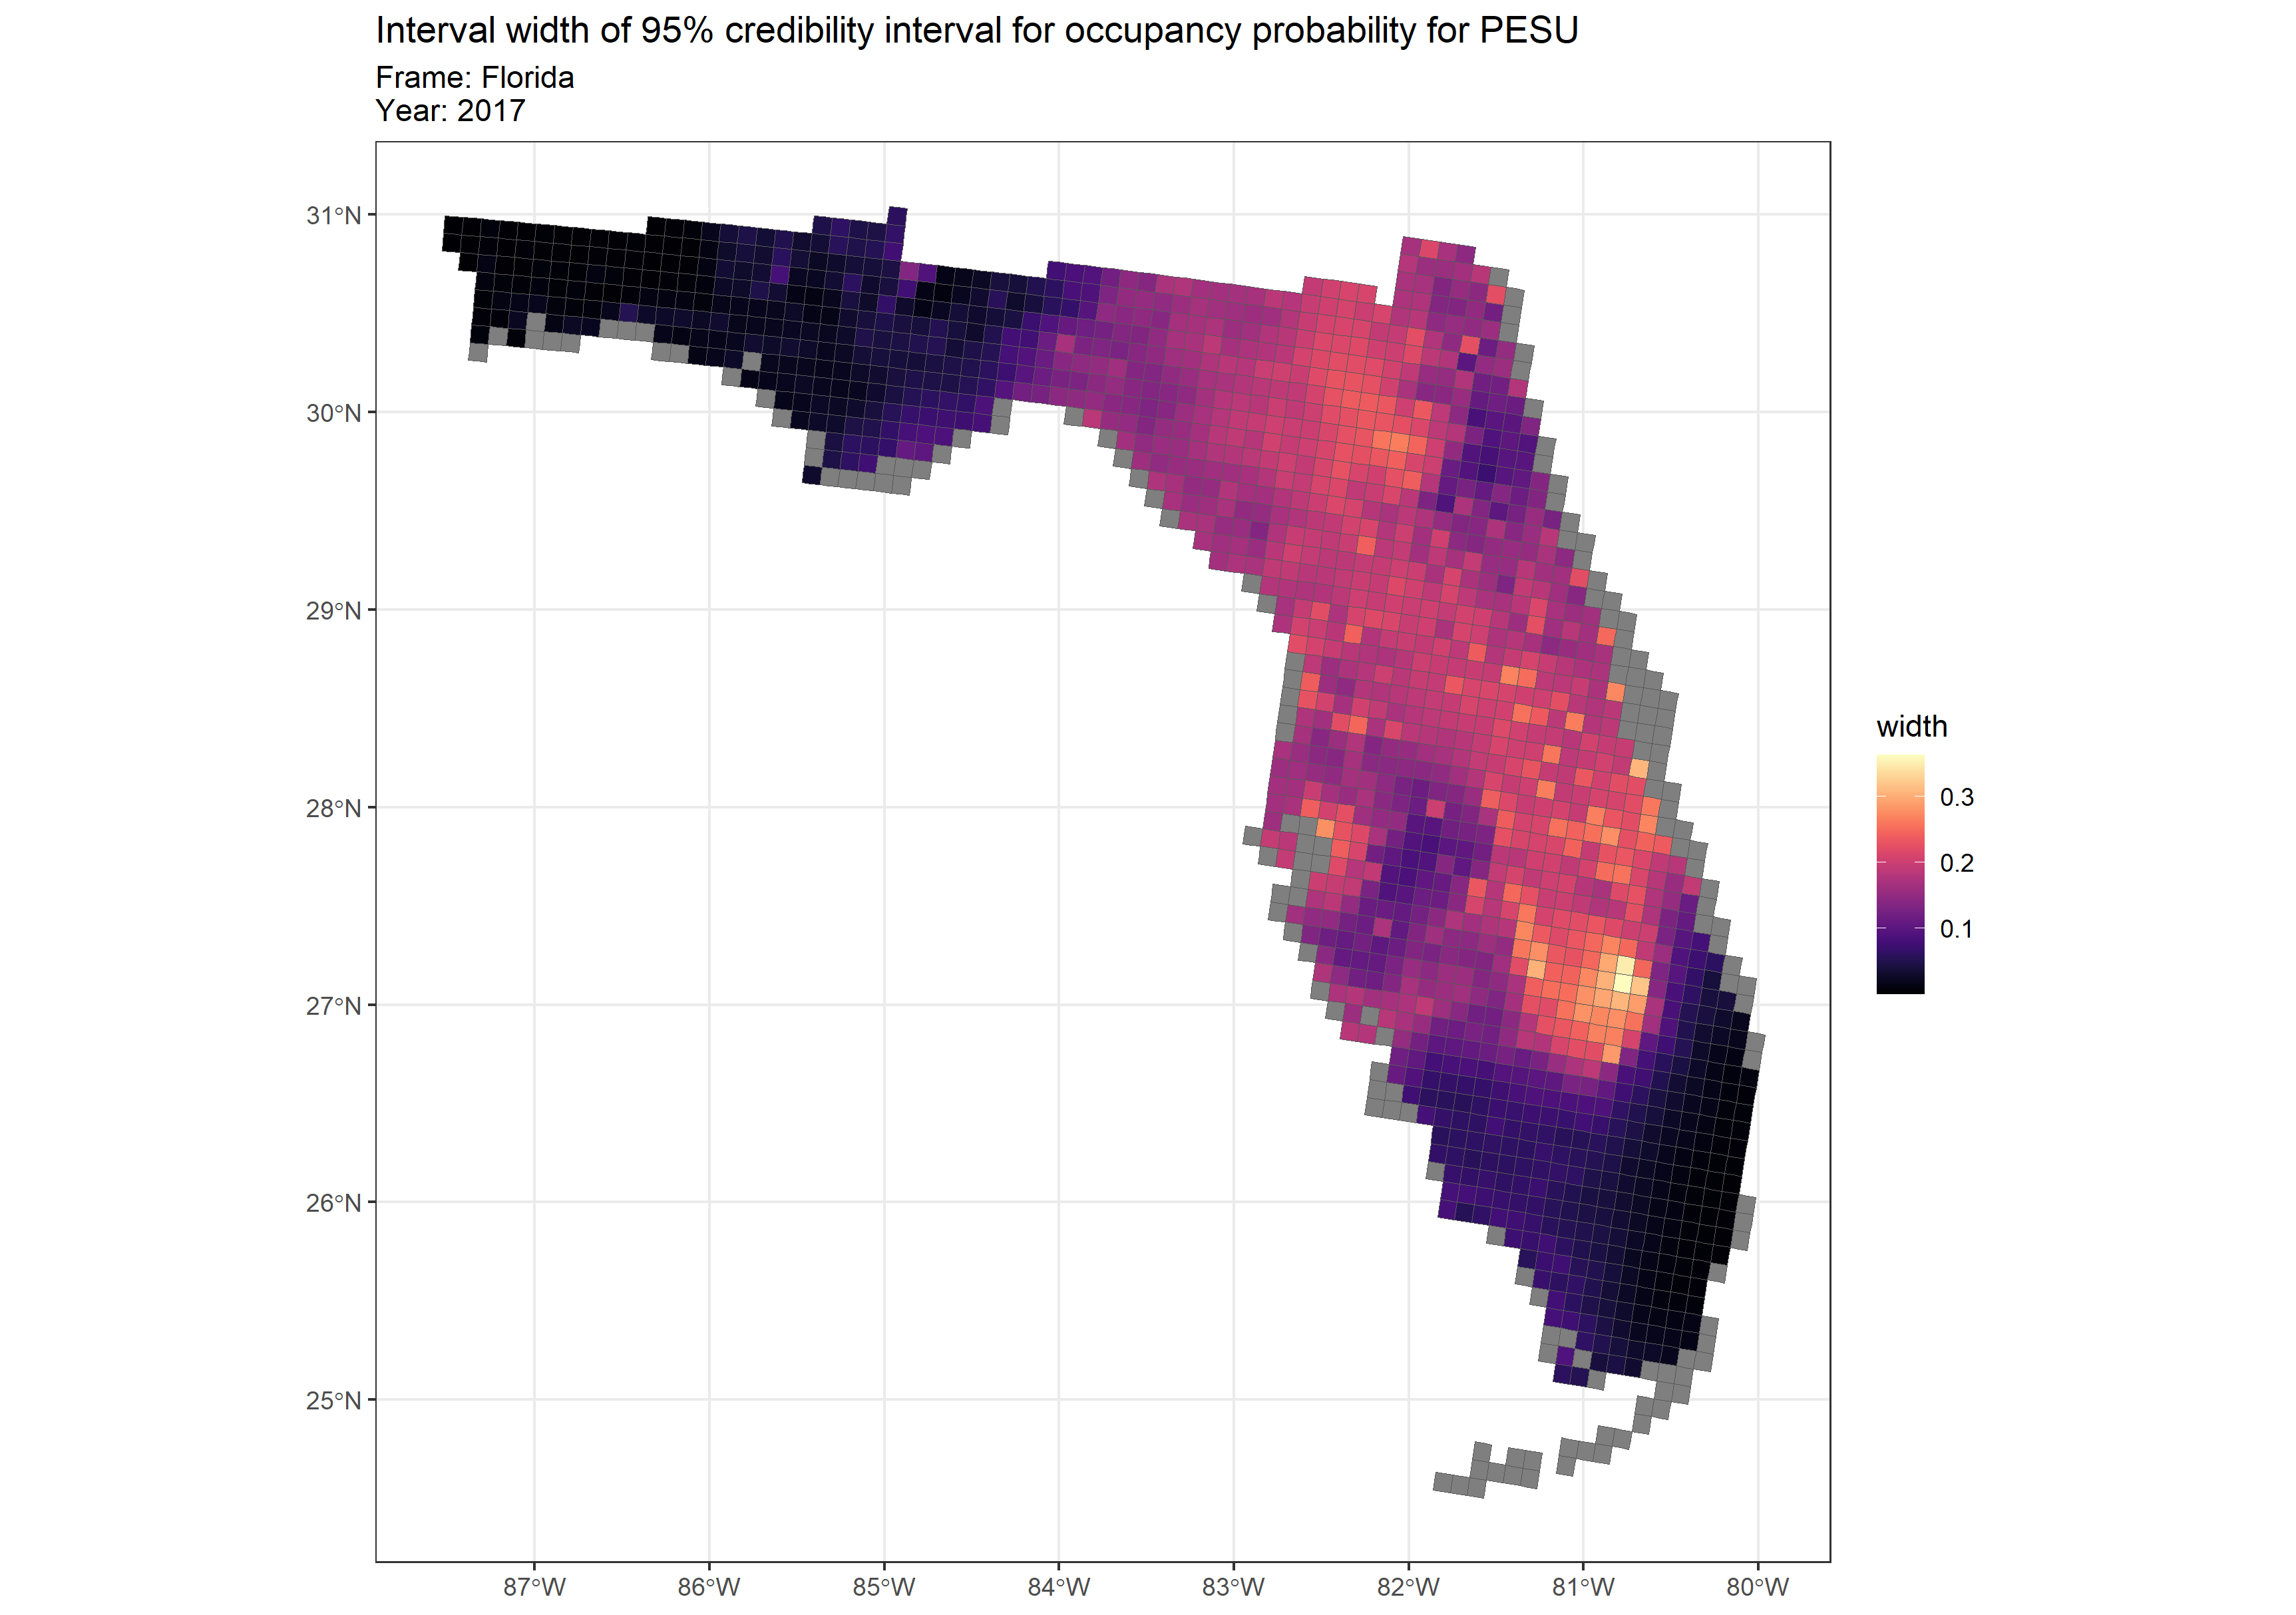 Interval width of 95% credibility interval for occupancy probability for PESU
Frame: Florida
Year: 2017
31°N
30°N
29°N
28°N
27°N
26°N
25°N
87°W
86°W
85°W
84°W
83°W
82°W
81°W
80°W
width
0.3
0.2
0.1